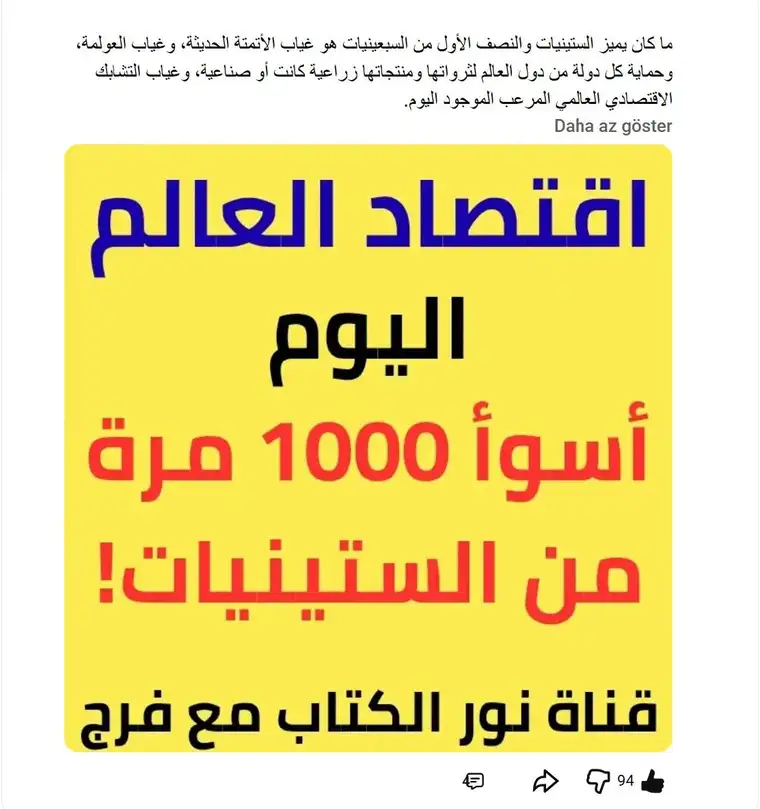 ما كان يميز الستينيات والنصف الأول من السبعينيات هو غياب الأتمتة الحديثة، وغياب العولمة،
وحماية كل دولة من دول العالم لثرواتها ومنتجاتها زراعية كانت أو صناعية، وغياب التشابك
الاقتصادي العالمي المرعب الموجود اليوم.
Daha az göster
اقتصاد العالم
اليوم
أسوأ 1000 مرة
من الستينيات!
قناة نور الكتاب مع فرج
94
4